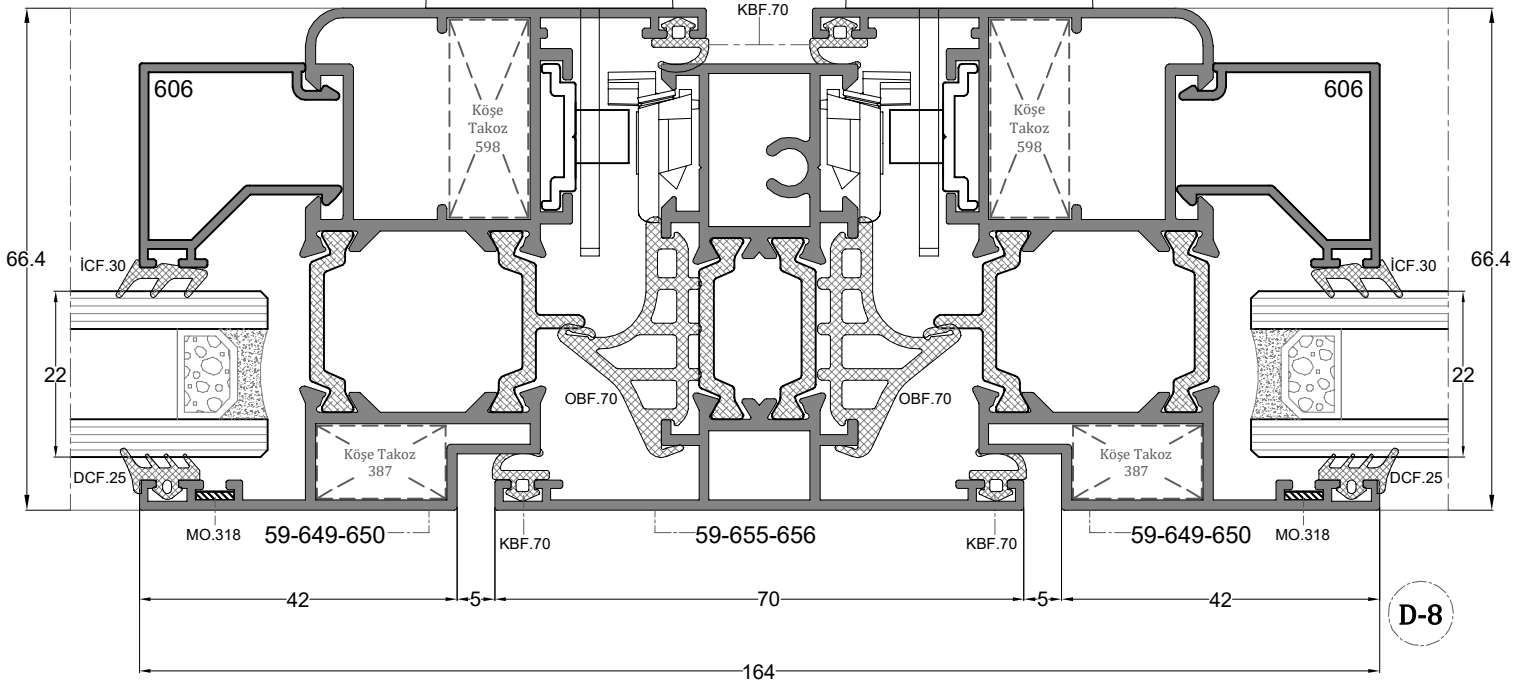 KBF.70
606
606
Köşe
Takoz
598
Köşe
Takoz
598
66.4
66.4
İCF.30
İCF.30
22
22
OBF.70
OBF.70
Köşe Takoz
387
Köşe Takoz
387
DCF.25
DCF.25
MO.318
59-649-650
KBF.70
59-655-656
KBF.70
59-649-650
MO.318
42
5
70
5
42
D-8
164